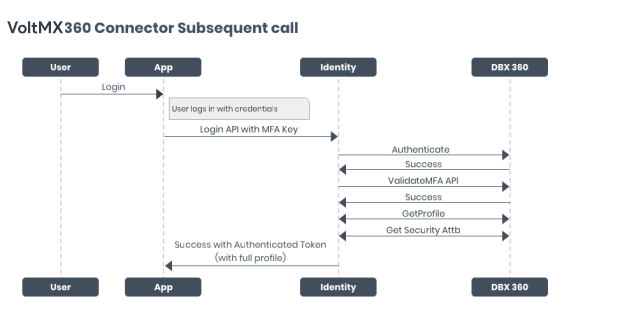 VoltMX360 Connector Subsequent call
User App Identity DBX 360
Login
User logs in with credentials
Login API with MFA Key
Authenticate
Success
ValidateMFA API
Success
GetProfile
Get Security Attb
Success with Authenticated Token
(with full profile)
User App Identity DBX 360